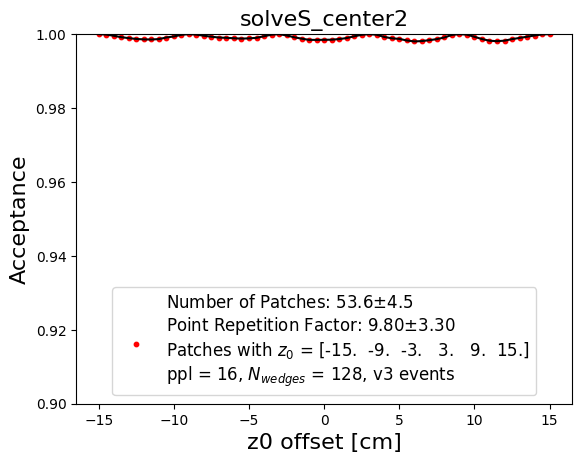 solveS_center2
1.00
0.98
0.96
0.94
0.92
0.90
Acceptance
Number of Patches: 53.6±4.5
Point Repetition Factor: 9.80±3.30
Patches with z₀ = [-15. -9. -3. 3. 9. 15.]
ppl = 16, N_wedges = 128, v3 events
−15 −10 −5 0 5 10 15
z0 offset [cm]